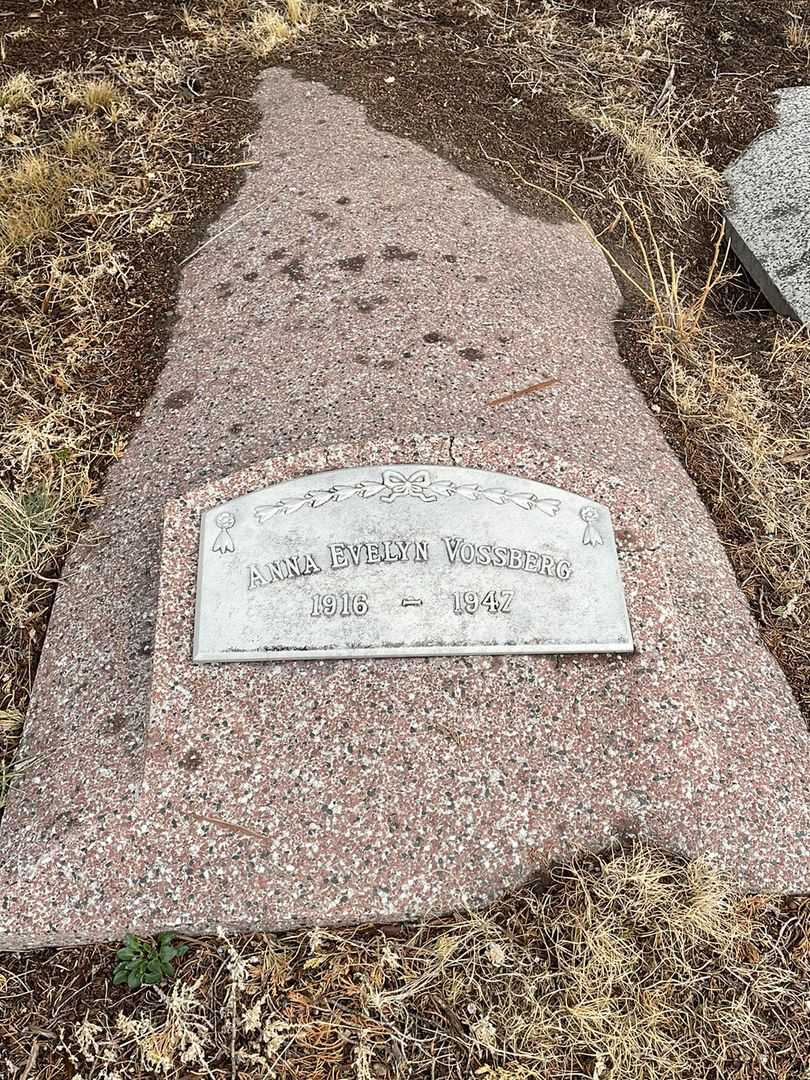 ANNA EVELYN VOSSBERG
1916 - 1947